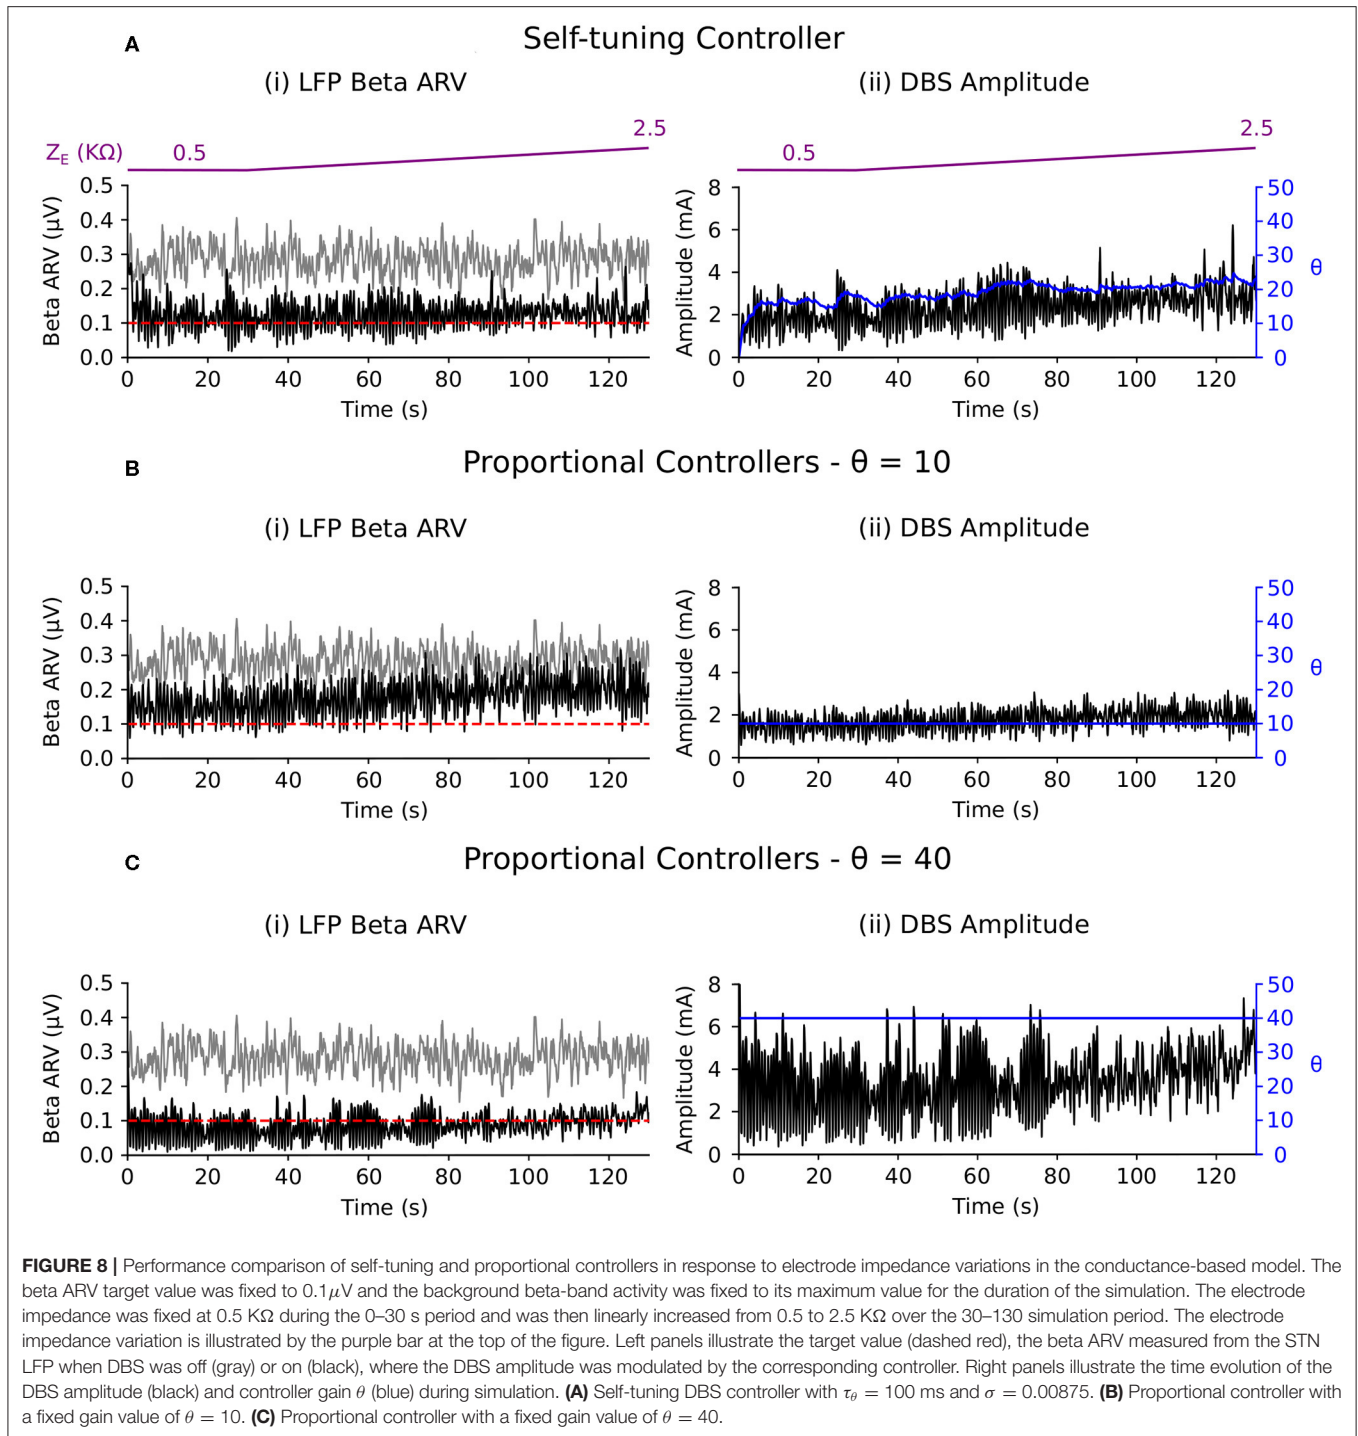 A
Self-tuning Controller
(i) LFP Beta ARV
(ii) DBS Amplitude
Z_E (KΩ)
0.5
2.5
0.5
2.5
Beta ARV (µV)
0.5
0.4
0.3
0.2
0.1
0.0
0 20 40 60 80 100 120
Time (s)
Amplitude (mA)
8
6
4
2
0
0 20 40 60 80 100 120
Time (s)
50
40
30
20
10
0
θ
B
Proportional Controllers - θ = 10
(i) LFP Beta ARV
(ii) DBS Amplitude
Beta ARV (µV)
0.5
0.4
0.3
0.2
0.1
0.0
0 20 40 60 80 100 120
Time (s)
Amplitude (mA)
8
6
4
2
0
0 20 40 60 80 100 120
Time (s)
50
40
30
20
10
0
θ
C
Proportional Controllers - θ = 40
(i) LFP Beta ARV
(ii) DBS Amplitude
Beta ARV (µV)
0.5
0.4
0.3
0.2
0.1
0.0
0 20 40 60 80 100 120
Time (s)
Amplitude (mA)
8
6
4
2
0
0 20 40 60 80 100 120
Time (s)
50
40
30
20
10
0
θ
FIGURE 8 | Performance comparison of self-tuning and proportional controllers in response to electrode impedance variations in the conductance-based model. The
beta ARV target value was fixed to 0.1µV and the background beta-band activity was fixed to its maximum value for the duration of the simulation. The electrode
impedance was fixed at 0.5 KΩ during the 0–30 s period and was then linearly increased from 0.5 to 2.5 KΩ over the 30–130 simulation period. The electrode
impedance variation is illustrated by the purple bar at the top of the figure. Left panels illustrate the target value (dashed red), the beta ARV measured from the STN
LFP when DBS was off (gray) or on (black), where the DBS amplitude was modulated by the corresponding controller. Right panels illustrate the time evolution of the
DBS amplitude (black) and controller gain θ (blue) during simulation. (A) Self-tuning DBS controller with τ_θ = 100 ms and σ = 0.00875. (B) Proportional controller with
a fixed gain value of θ = 10. (C) Proportional controller with a fixed gain value of θ = 40.